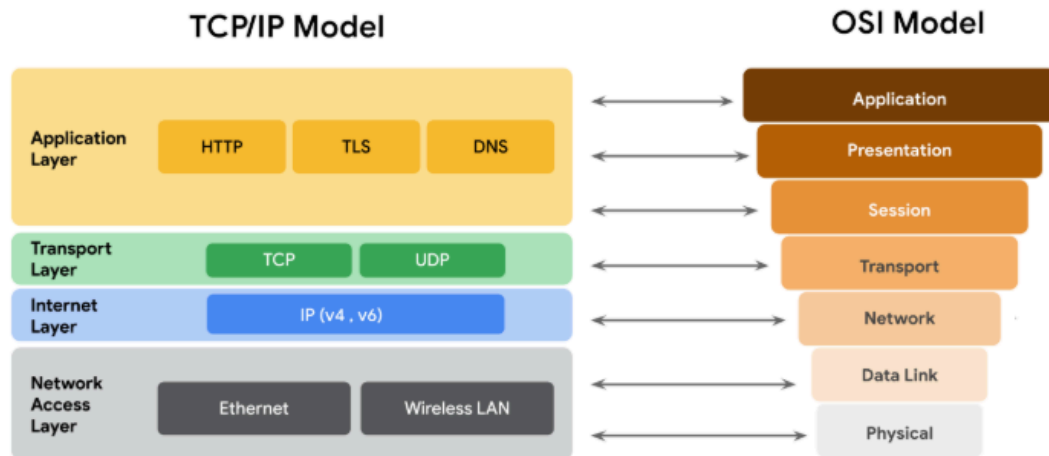 TCP/IP Model
OSI Model
Application
Layer
HTTP
TLS
DNS
Application
Presentation
Session
Transport
Layer
TCP
UDP
Transport
Internet
Layer
IP (v4 , v6)
Network
Network
Access
Layer
Ethernet
Wireless LAN
Data Link
Physical